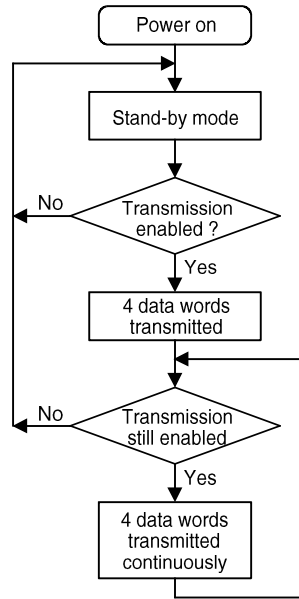 Power on
Stand-by mode
Transmission
enabled ?
No
Yes
4 data words
transmitted
Transmission
still enabled
No
Yes
4 data words
transmitted
continuously